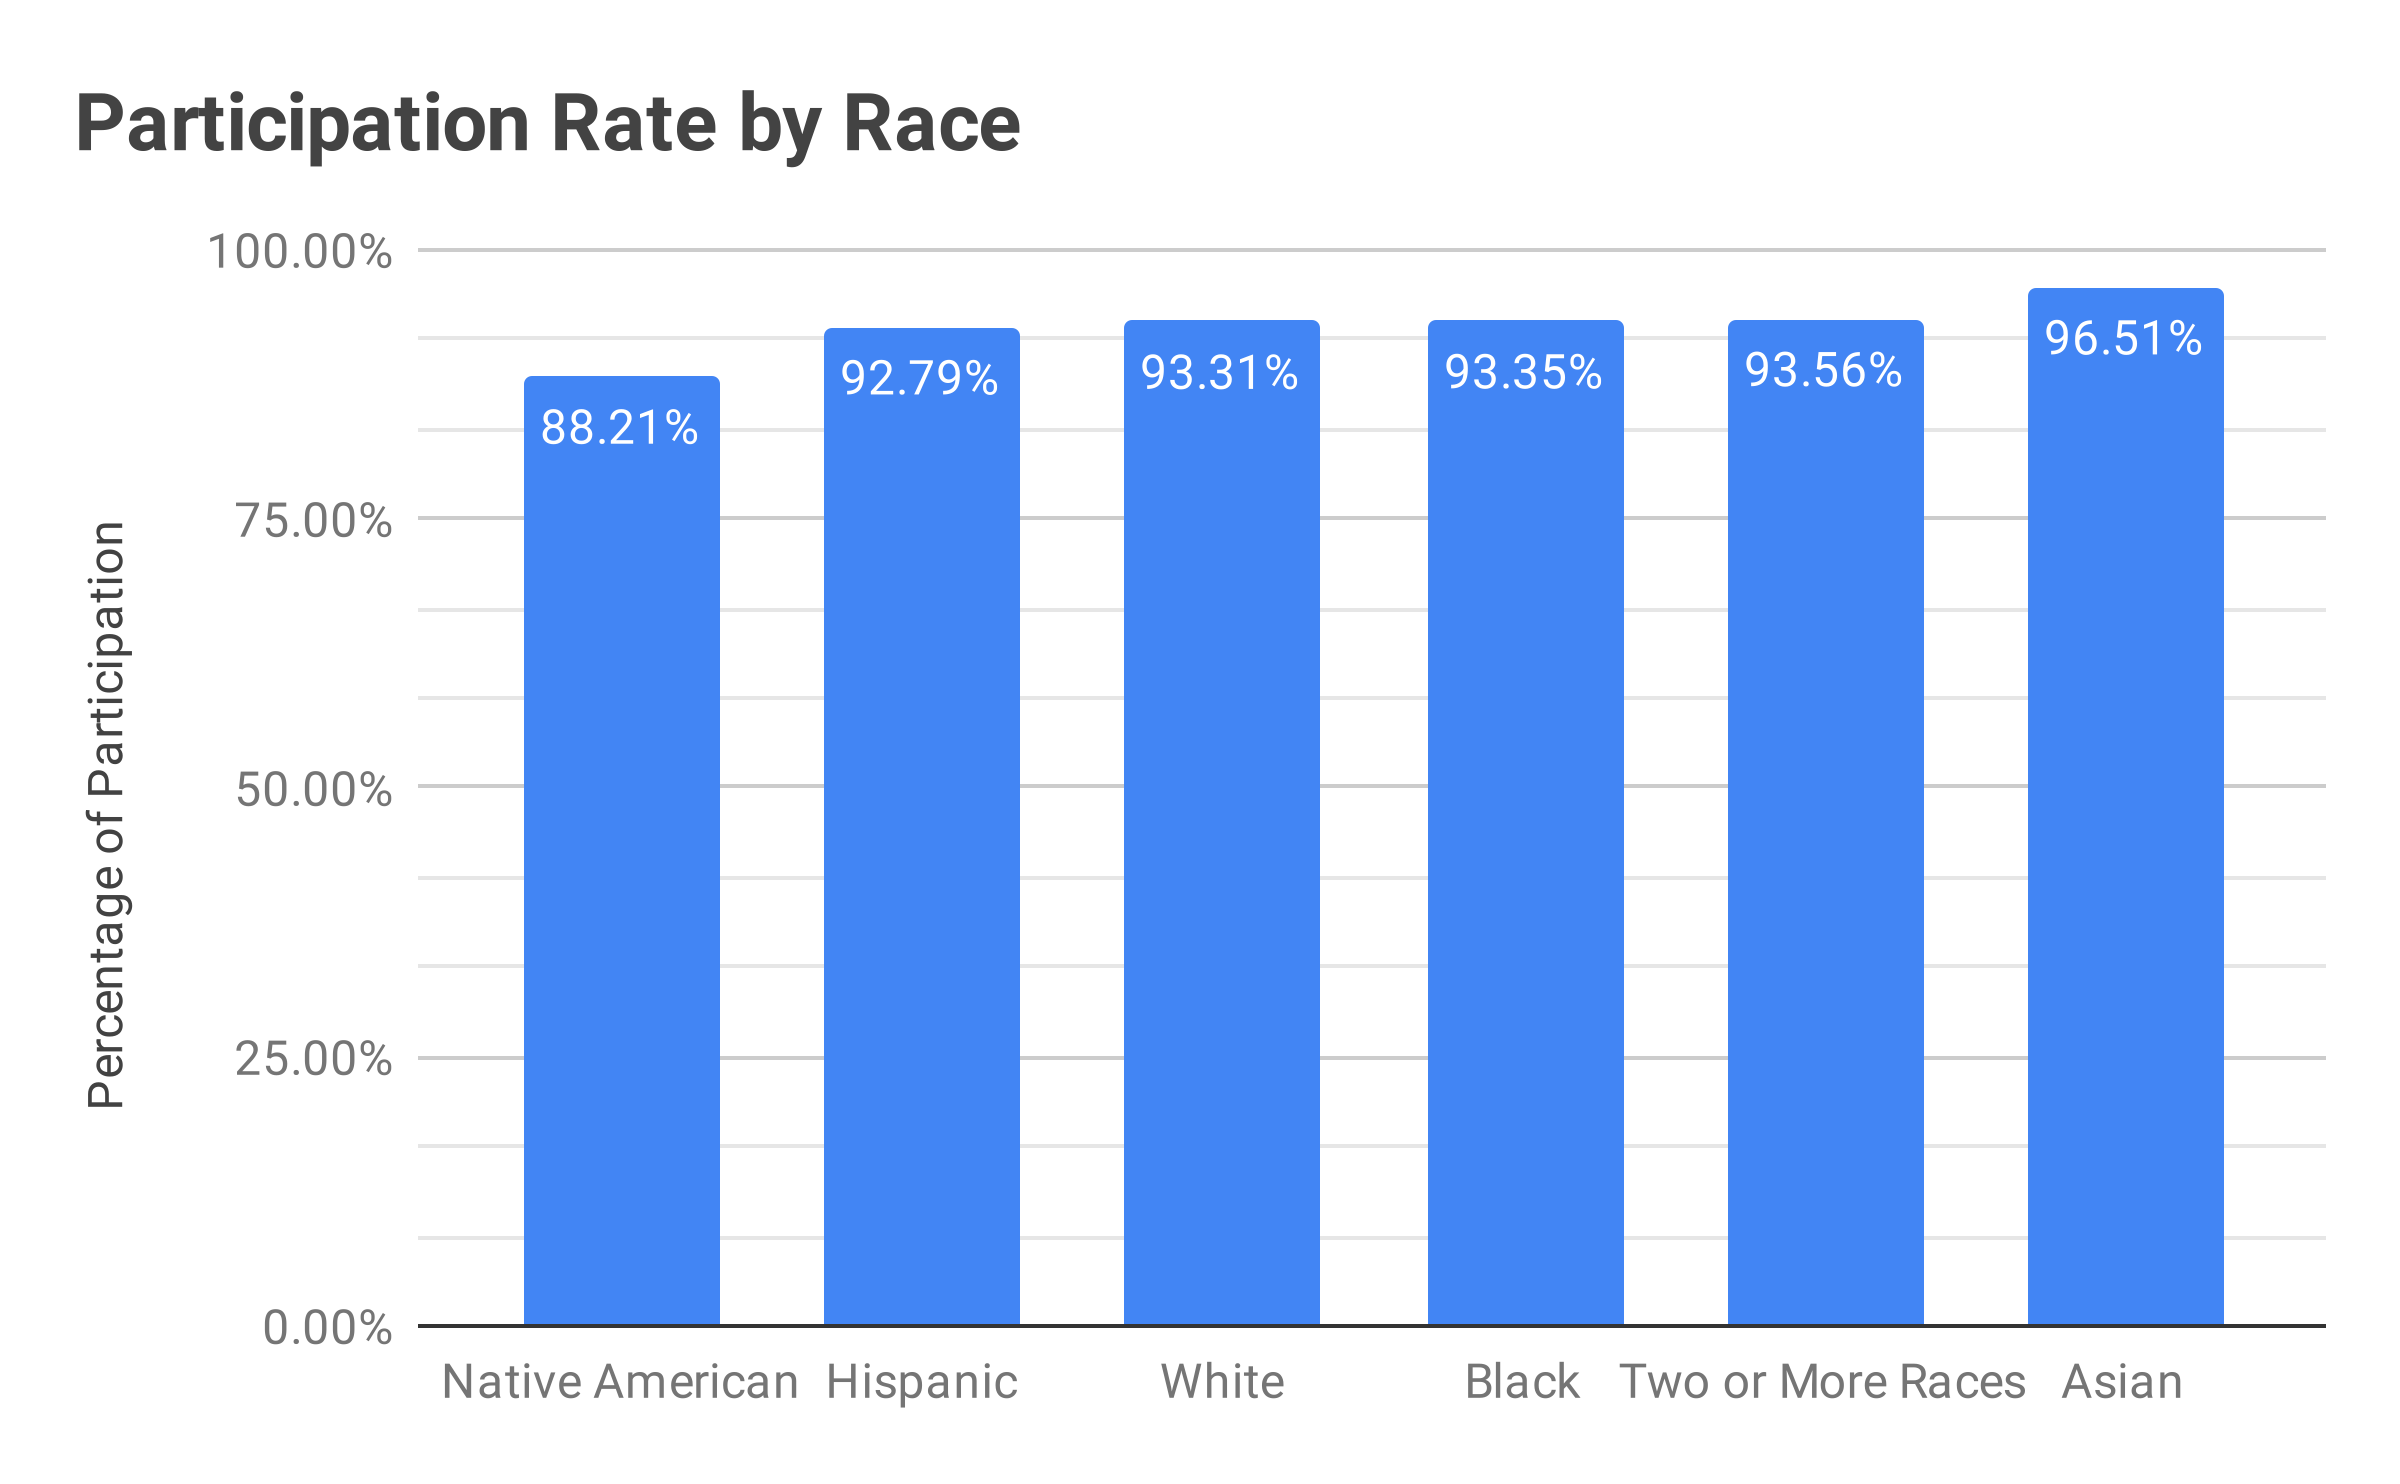 Participation Rate by Race
Percentage of Participation
100.00%
75.00%
50.00%
25.00%
0.00%
88.21%
92.79%
93.31%
93.35%
93.56%
96.51%
Native American
Hispanic
White
Black
Two or More Races
Asian